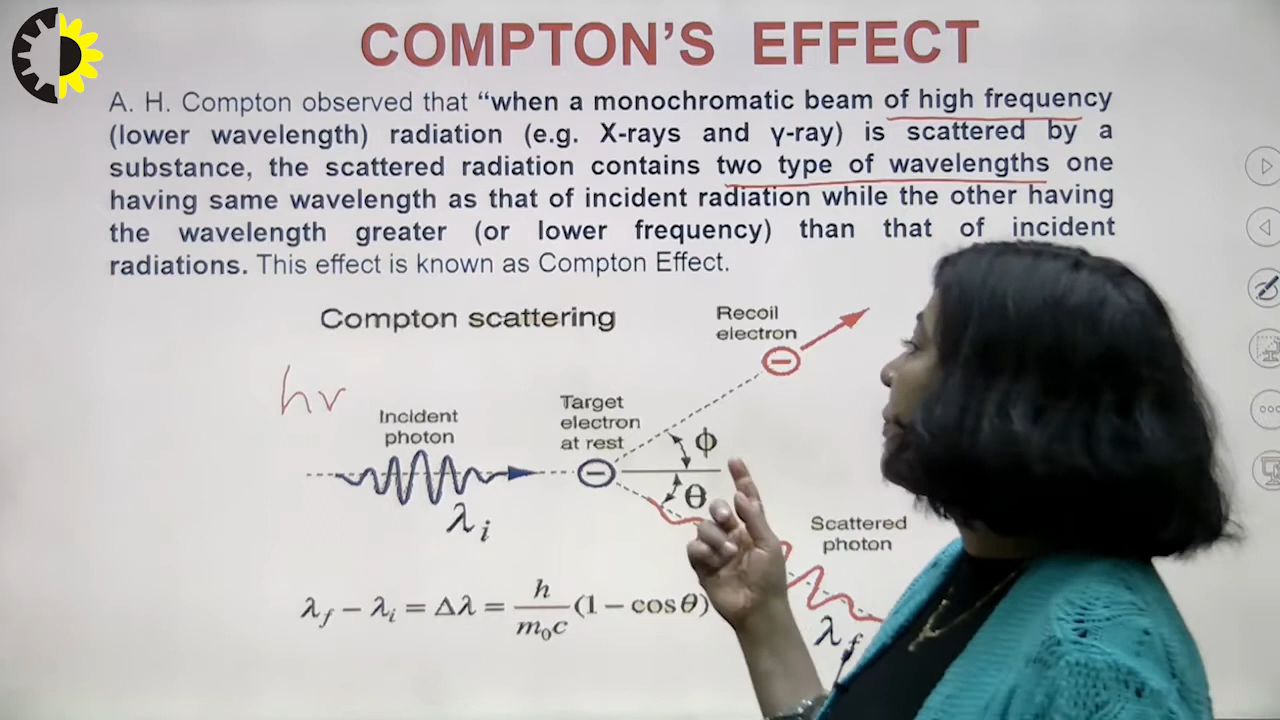 COMPTON'S EFFECT
A. H. Compton observed that “when a monochromatic beam of high frequency
(lower wavelength) radiation (e.g. X-rays and γ-ray) is scattered by a
substance, the scattered radiation contains two type of wavelengths one
having same wavelength as that of incident radiation while the other having
the wavelength greater (or lower frequency) than that of incident
radiations. This effect is known as Compton Effect.
Compton scattering
Recoil
electron
hν
Incident
photon
Target
electron
at rest
ϕ
θ
λi
Scattered
photon
λf − λi = Δλ = h/m₀c (1 − cos θ)
λf